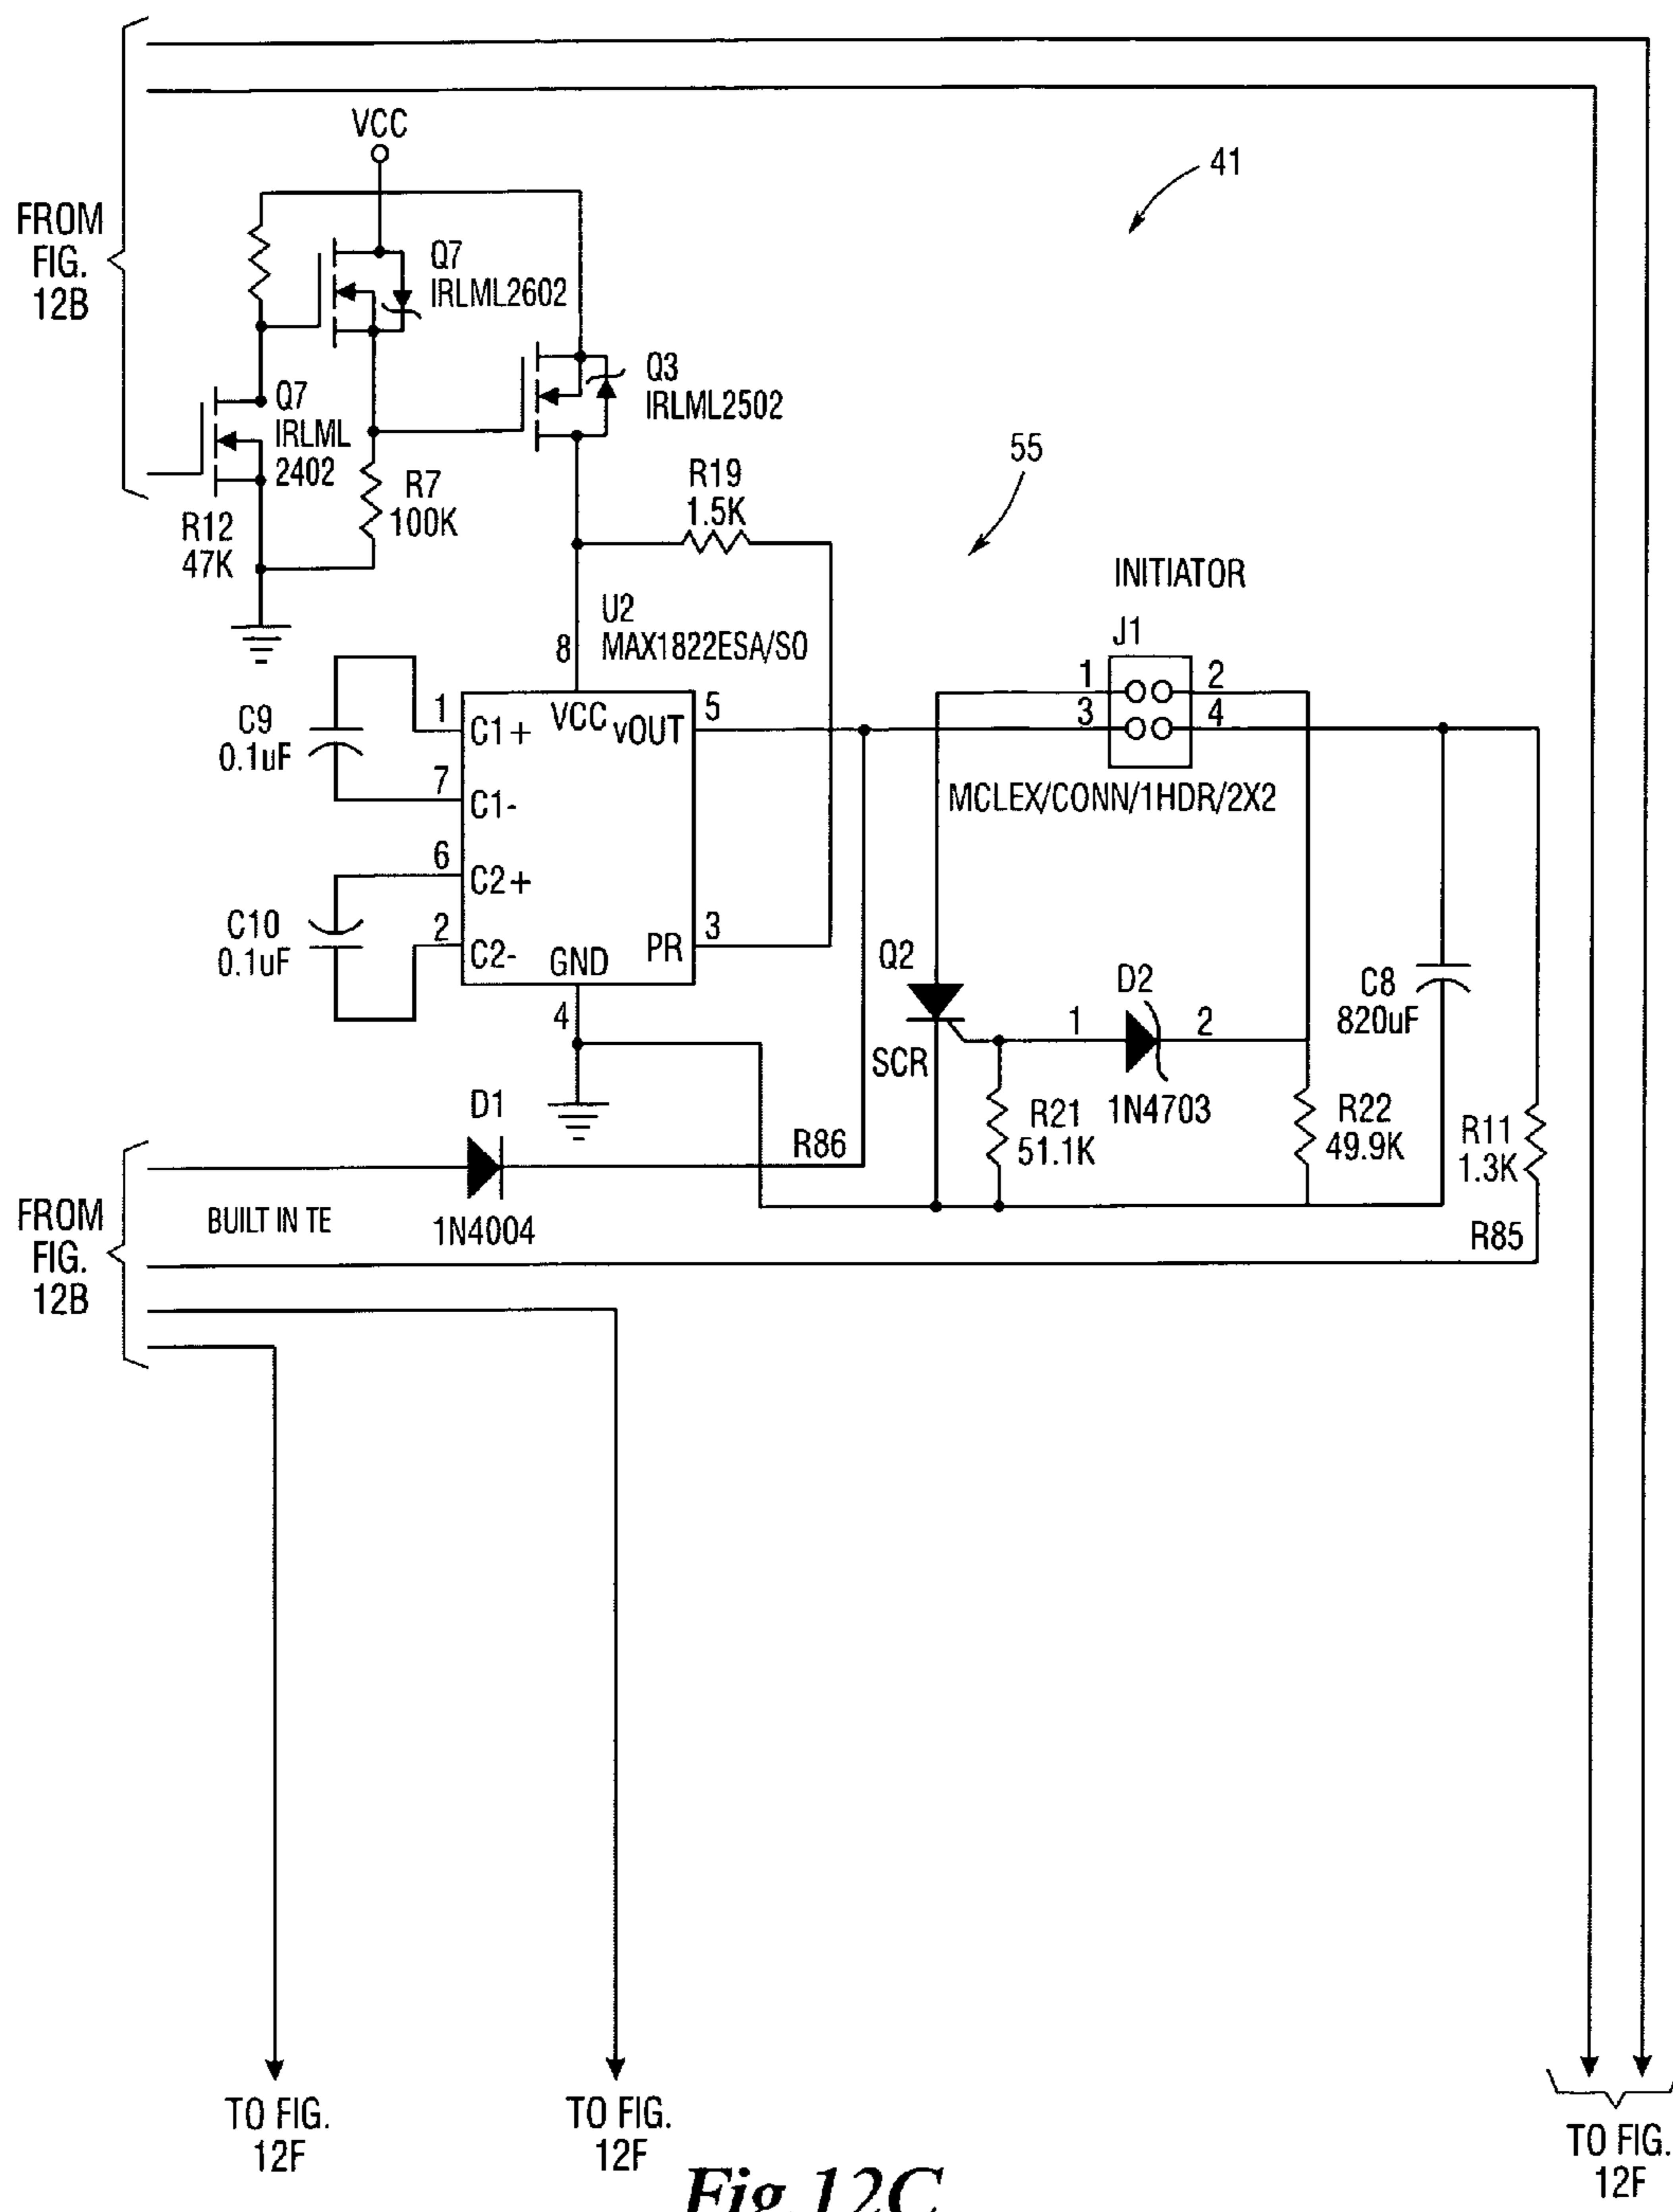 VCC
41
FROM
FIG.
12B
Q7
IRLML2602
Q3
IRLML2502
Q7
IRLML
2402
R12
47K
R7
100K
R19
1.5K
55
INITIATOR
J1
U2
MAX1822ESA/SO
8
1 2
3 4
MCLEX/CONN/1HDR/2X2
C9
0.1uF
1
7
C1+
C1-
VCC
vOUT
5
C10
0.1uF
6
2
C2+
C2-
GND
PR
3
4
Q2
SCR
D2
1 2
1N4703
C8
820uF
R21
51.1K
R22
49.9K
R11
1.3K
D1
1N4004
R86
FROM
FIG.
12B
BUILT IN TE
R85
TO FIG.
12F
TO FIG.
12F
TO FIG.
12F
Fig. 12C